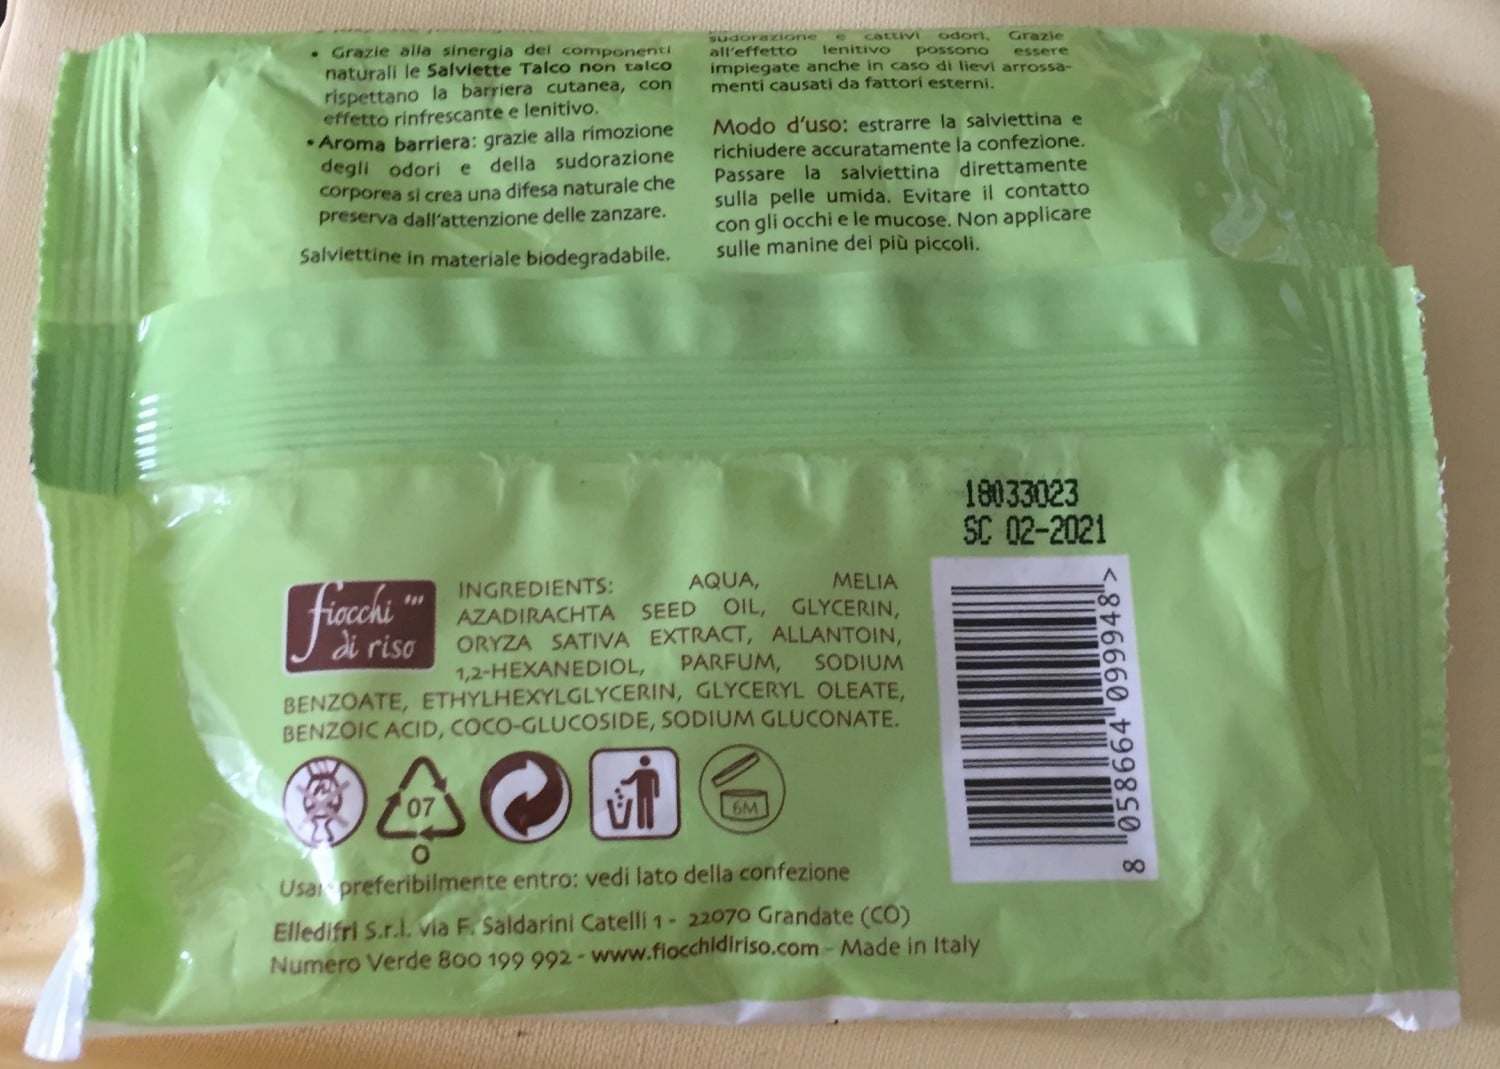 • Grazie alla sinergia dei componenti
naturali le Salviette Talco non talco
rispettano la barriera cutanea, con
effetto rinfrescante e lenitivo.
• Aroma barriera: grazie alla rimozione
degli odori e della sudorazione
corporea si crea una difesa naturale che
preserva dall'attenzione delle zanzare.
Salviettine in materiale biodegradabile.
sudorazione e cattivi odori. Grazie
all'effetto lenitivo possono essere
impiegate anche in caso di lievi arrossa-
menti causati da fattori esterni.
Modo d'uso: estrarre la salviettina e
richiudere accuratamente la confezione.
Passare la salviettina direttamente
sulla pelle umida. Evitare il contatto
con gli occhi e le mucose. Non applicare
sulle manine dei più piccoli.
18033023
SC 02-2021
fiocchi
di riso
INGREDIENTS: AQUA, MELIA
AZADIRACHTA SEED OIL, GLYCERIN,
ORYZA SATIVA EXTRACT, ALLANTOIN,
1,2-HEXANEDIOL, PARFUM, SODIUM
BENZOATE, ETHYLHEXYLGLYCERIN, GLYCERYL OLEATE,
BENZOIC ACID, COCO-GLUCOSIDE, SODIUM GLUCONATE.
07
O
6M
8 058664 099948 >
Usar preferibilmente entro: vedi lato della confezione
Elledifri S.r.l. via F. Saldarini Catelli 1 - 22070 Grandate (CO)
Numero Verde 800 199 992 - www.fiocchidiriso.com - Made in Italy